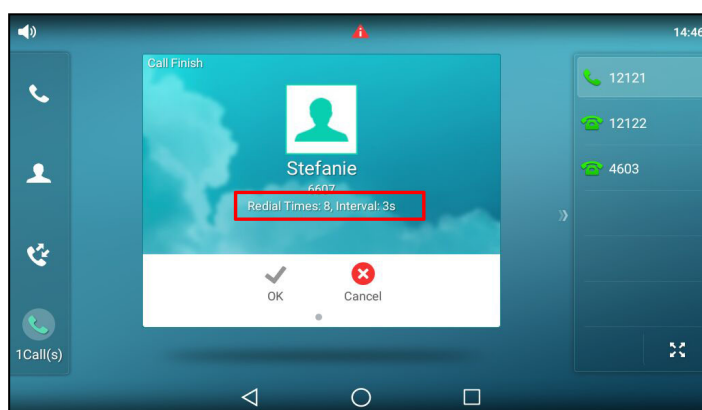 14:46
Call Finish
Stefanie
6607
Redial Times: 8, Interval: 3s
OK
Cancel
1Call(s)
12121
12122
4603